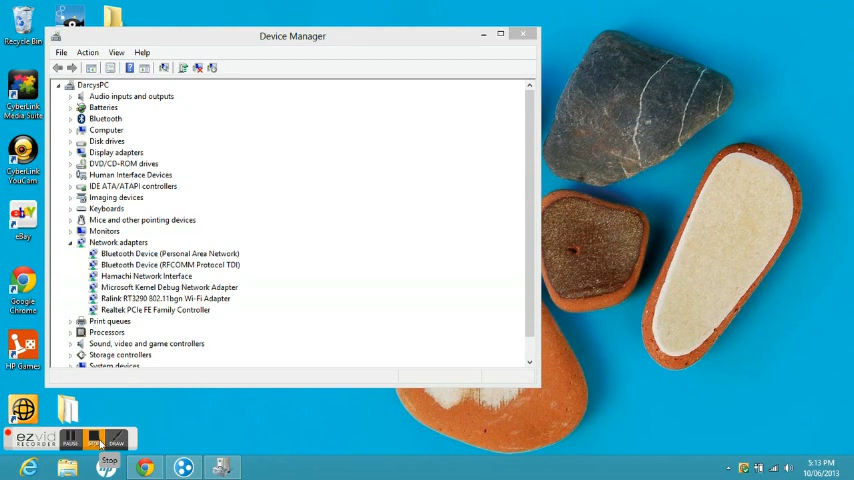 Device Manager
File Action View Help
DarcysPC
Audio inputs and outputs
Batteries
Bluetooth
Computer
Disk drives
Display adapters
DVD/CD-ROM drives
Human Interface Devices
IDE ATA/ATAPI controllers
Imaging devices
Keyboards
Mice and other pointing devices
Monitors
Network adapters
Bluetooth Device (Personal Area Network)
Bluetooth Device (RFCOMM Protocol TDI)
Hamachi Network Interface
Microsoft Kernel Debug Network Adapter
Ralink RT3290 802.11bgn Wi-Fi Adapter
Realtek PCIe FE Family Controller
Print queues
Processors
Sound, video and game controllers
Storage controllers
System devices
Recycle Bin
CyberLink
Media Suite
CyberLink
YouCam
eBay
Google
Chrome
HP Games
ezvid
RECORDER
PAUSE
DRAW
Stop
5:13 PM
10/06/2013